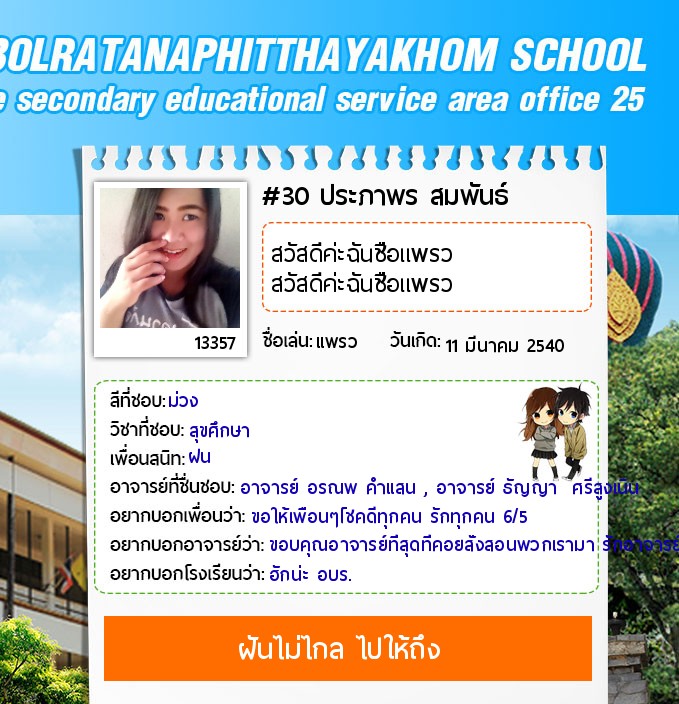 BOLRATANAPHITTHAYAKHOM SCHOOL
e secondary educational service area office 25
#30 ประภาพร สมพันธ์
สวัสดีค่ะฉันชื่อแพรว
สวัสดีค่ะฉันชื่อแพรว
13357
ชื่อเล่น: แพรว วันเกิด: 11 มีนาคม 2540
สีที่ชอบ: ม่วง
วิชาที่ชอบ: สุขศึกษา
เพื่อนสนิท: ฝน
อาจารย์ที่ชื่นชอบ: อาจารย์ อรณพ คำแสน , อาจารย์ ธัญญา ศรีสูงเนิน
อยากบอกเพื่อนว่า: ขอให้เพื่อนๆโชคดีทุกคน รักทุกคน 6/5
อยากบอกอาจารย์ว่า: ขอบคุณอาจารย์ที่สุดที่คอยสั่งสอนพวกเรามา รักอาจารย์
อยากบอกโรงเรียนว่า: ฮักน่ะ อบร.
ฝันไม่ไกล ไปให้ถึง